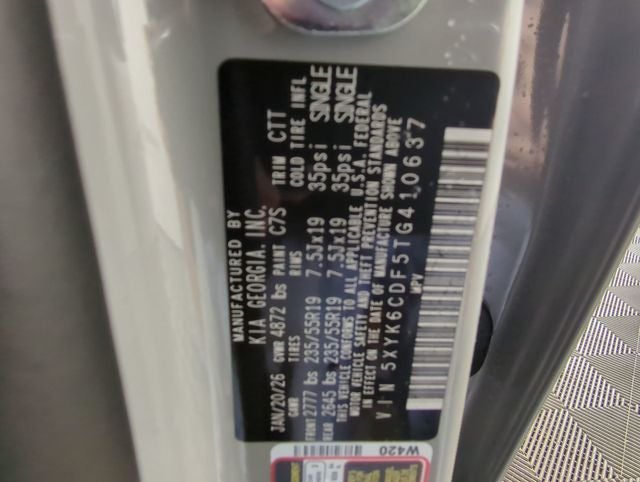 MANUFACTURED BY
KIA GEORGIA, INC.
JAN/20/26 GVWR 4872 lbs PAINT C7S TRIM CTT
GAWR TIRES RIMS COLD TIRE INFL
FRONT 2777 lbs 235/55R19 7.5Jx19 35psi SINGLE
REAR 2645 lbs 235/55R19 7.5Jx19 35psi SINGLE
THIS VEHICLE CONFORMS TO ALL APPLICABLE U.S.A. FEDERAL
MOTOR VEHICLE SAFETY AND THEFT PREVENTION STANDARDS
IN EFFECT ON THE DATE OF MANUFACTURE SHOWN ABOVE
VIN 5XYK6CDF5TG410637
MPV
W420